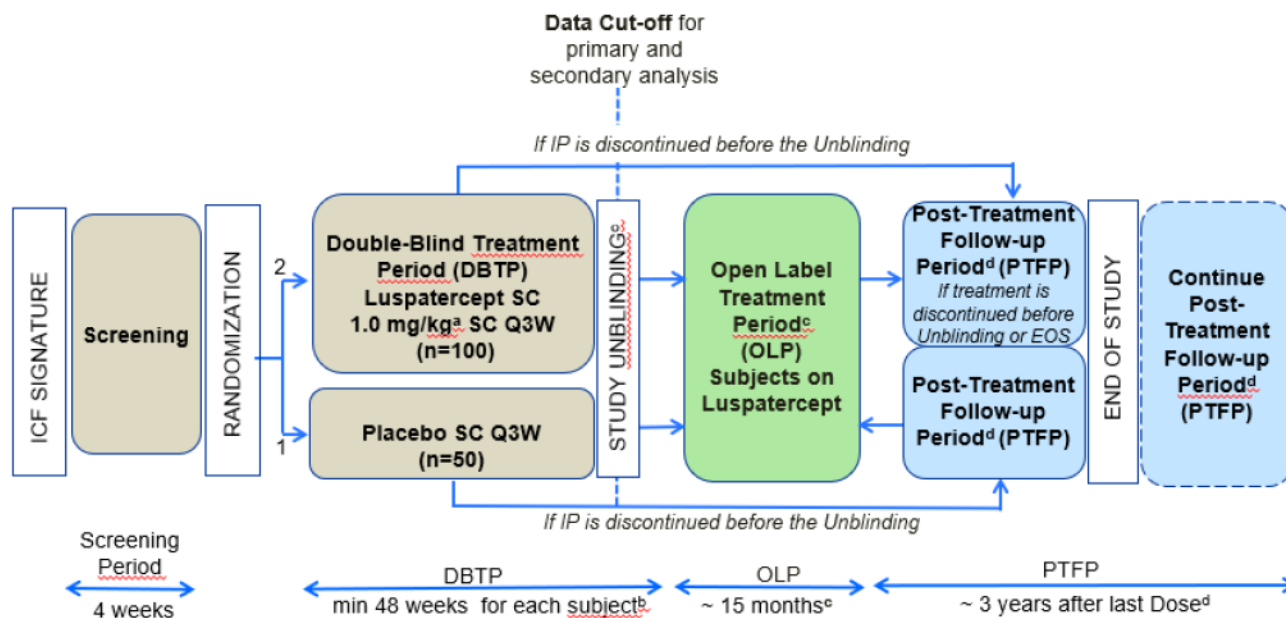 Data Cut-off for
primary and
secondary analysis
If IP is discontinued before the Unblinding
ICF SIGNATURE
Screening
RANDOMIZATION
2
1
Double-Blind Treatment
Period (DBTP)
Luspatercept SC
1.0 mg/kgᵃ SC Q3W
(n=100)
Placebo SC Q3W
(n=50)
STUDY UNBLINDINGᵉ
Open Label
Treatment
Periodᶜ
(OLP)
Subjects on
Luspatercept
Post-Treatment
Follow-up
Periodᵈ (PTFP)
If treatment is
discontinued before
Unblinding or EOS
Post-Treatment
Follow-up
Periodᵈ (PTFP)
END OF STUDY
Continue
Post-
Treatment
Follow-up
Periodᵈ
(PTFP)
If IP is discontinued before the Unblinding
Screening
Period
4 weeks
DBTP
min 48 weeks for each subjectᵇ
OLP
~ 15 monthsᵉ
PTFP
~ 3 years after last Doseᵈ